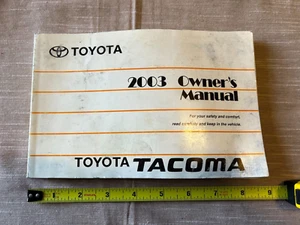 TOYOTA
2003 Owner's
Manual
For your safety and comfort,
read carefully and keep in the vehicle.
TOYOTA TACOMA
1 2 3 4 5 6 7 8 9